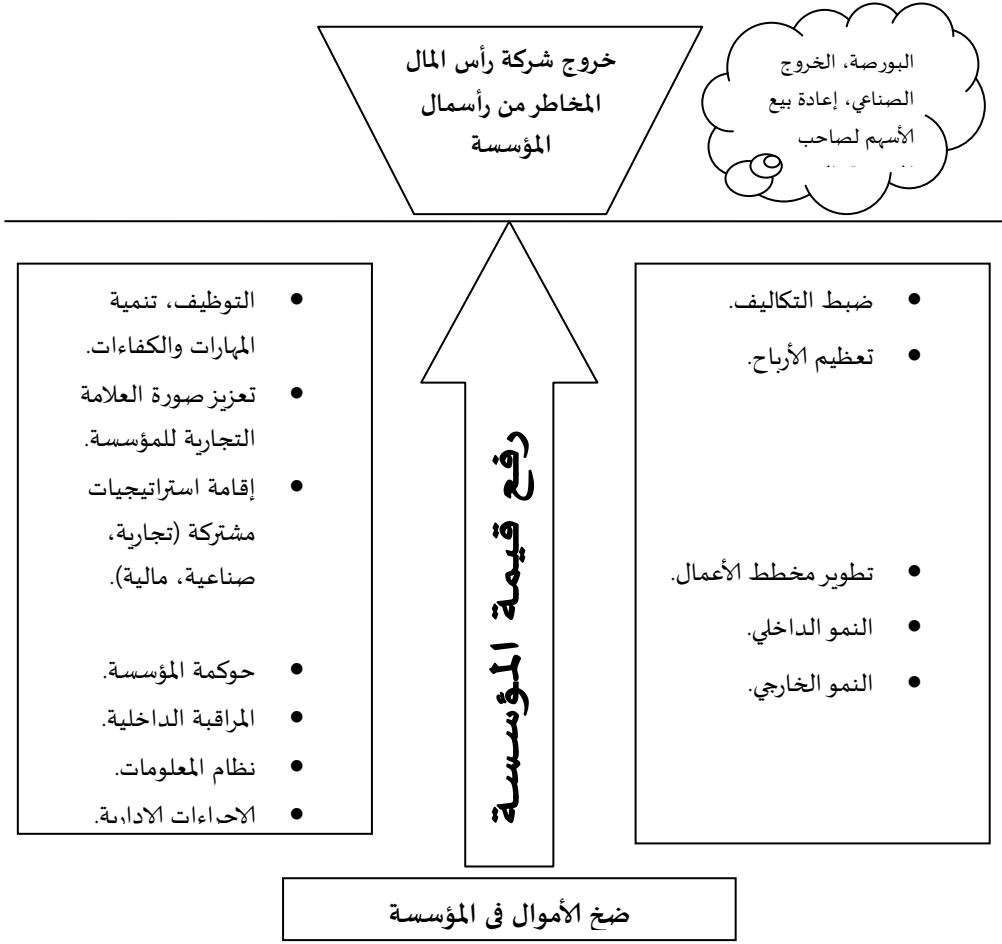 خروج شركة رأس المال
المخاطر من رأسمال
المؤسسة
البورصة، الخروج
الصناعي، إعادة بيع
الأسهم لصاحب
• ضبط التكاليف.
• تعظيم الأرباح.
• تطوير مخطط الأعمال.
• النمو الداخلي.
• النمو الخارجي.
رفع قيمة المؤسسة
• التوظيف، تنمية
المهارات والكفاءات.
• تعزيز صورة العلامة
التجارية للمؤسسة.
• إقامة استراتيجيات
مشتركة (تجارية،
صناعية، مالية).
• حوكمة المؤسسة.
• المراقبة الداخلية.
• نظام المعلومات.
• الاجراءات الادارية.
ضخ الأموال في المؤسسة